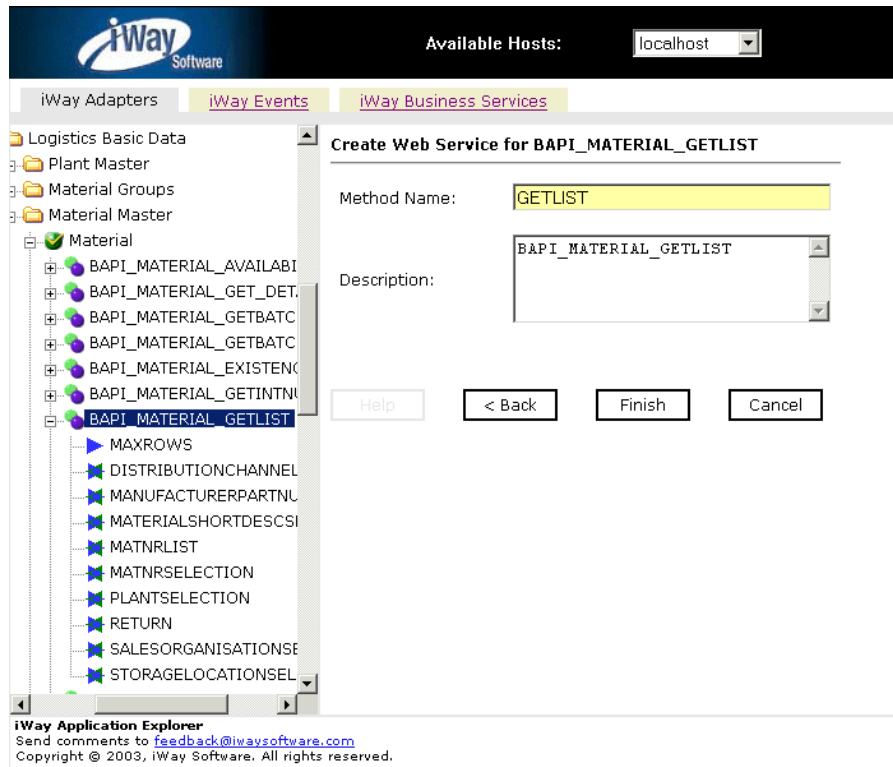 iWay
Software
Available Hosts: localhost
iWay Adapters iWay Events iWay Business Services
Logistics Basic Data
Plant Master
Material Groups
Material Master
Material
BAPI_MATERIAL_AVAILABI
BAPI_MATERIAL_GET_DET
BAPI_MATERIAL_GETBATC
BAPI_MATERIAL_GETBATC
BAPI_MATERIAL_EXISTENC
BAPI_MATERIAL_GETINTNU
BAPI_MATERIAL_GETLIST
MAXROWS
DISTRIBUTIONCHANNEL
MANUFACTURERPARTNU
MATERIALSHORTDESCSE
MATNRLIST
MATNRSELECTION
PLANTSELECTION
RETURN
SALESORGANISATIONSE
STORAGELOCATIONSEL
Create Web Service for BAPI_MATERIAL_GETLIST
Method Name: GETLIST
Description: BAPI_MATERIAL_GETLIST
Help < Back Finish Cancel
iWay Application Explorer
Send comments to feedback@iwaysoftware.com
Copyright © 2003, iWay Software. All rights reserved.